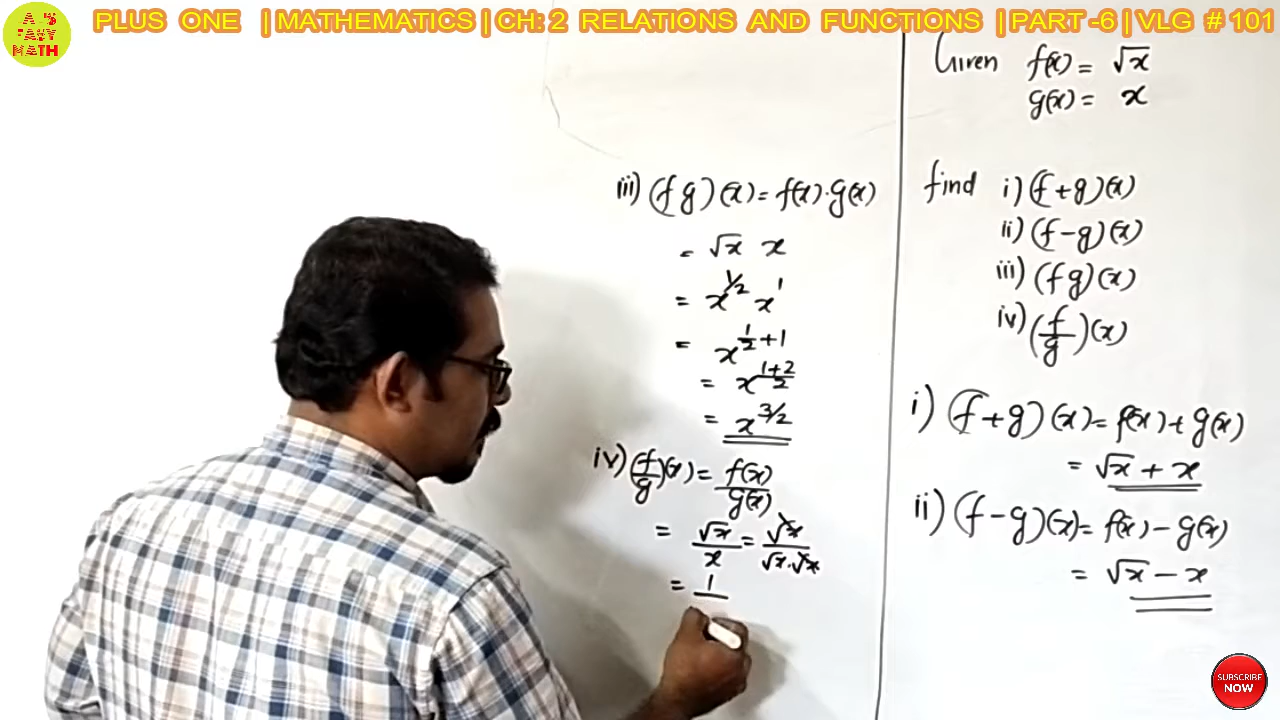 A3
EASY
MATH
PLUS ONE | MATHEMATICS | CH: 2 RELATIONS AND FUNCTIONS | PART -6 | VLG # 101
Given f(x) = √x
g(x) = x
find i) (f+g)(x)
ii) (f-g)(x)
iii) (fg)(x)
iv) (f/g)(x)
i) (f+g)(x) = f(x)+g(x)
= √x + x
ii) (f-g)(x) = f(x) - g(x)
= √x - x
iii) (fg)(x) = f(x)·g(x)
= √x x
= x^1/2 x^1
= x^1/2+1
= x^1+2/2
= x^3/2
iv) (f/g)(x) = f(x)/g(x)
= √x/x = √x/√x·√x
= 1/
SUBSCRIBE
NOW